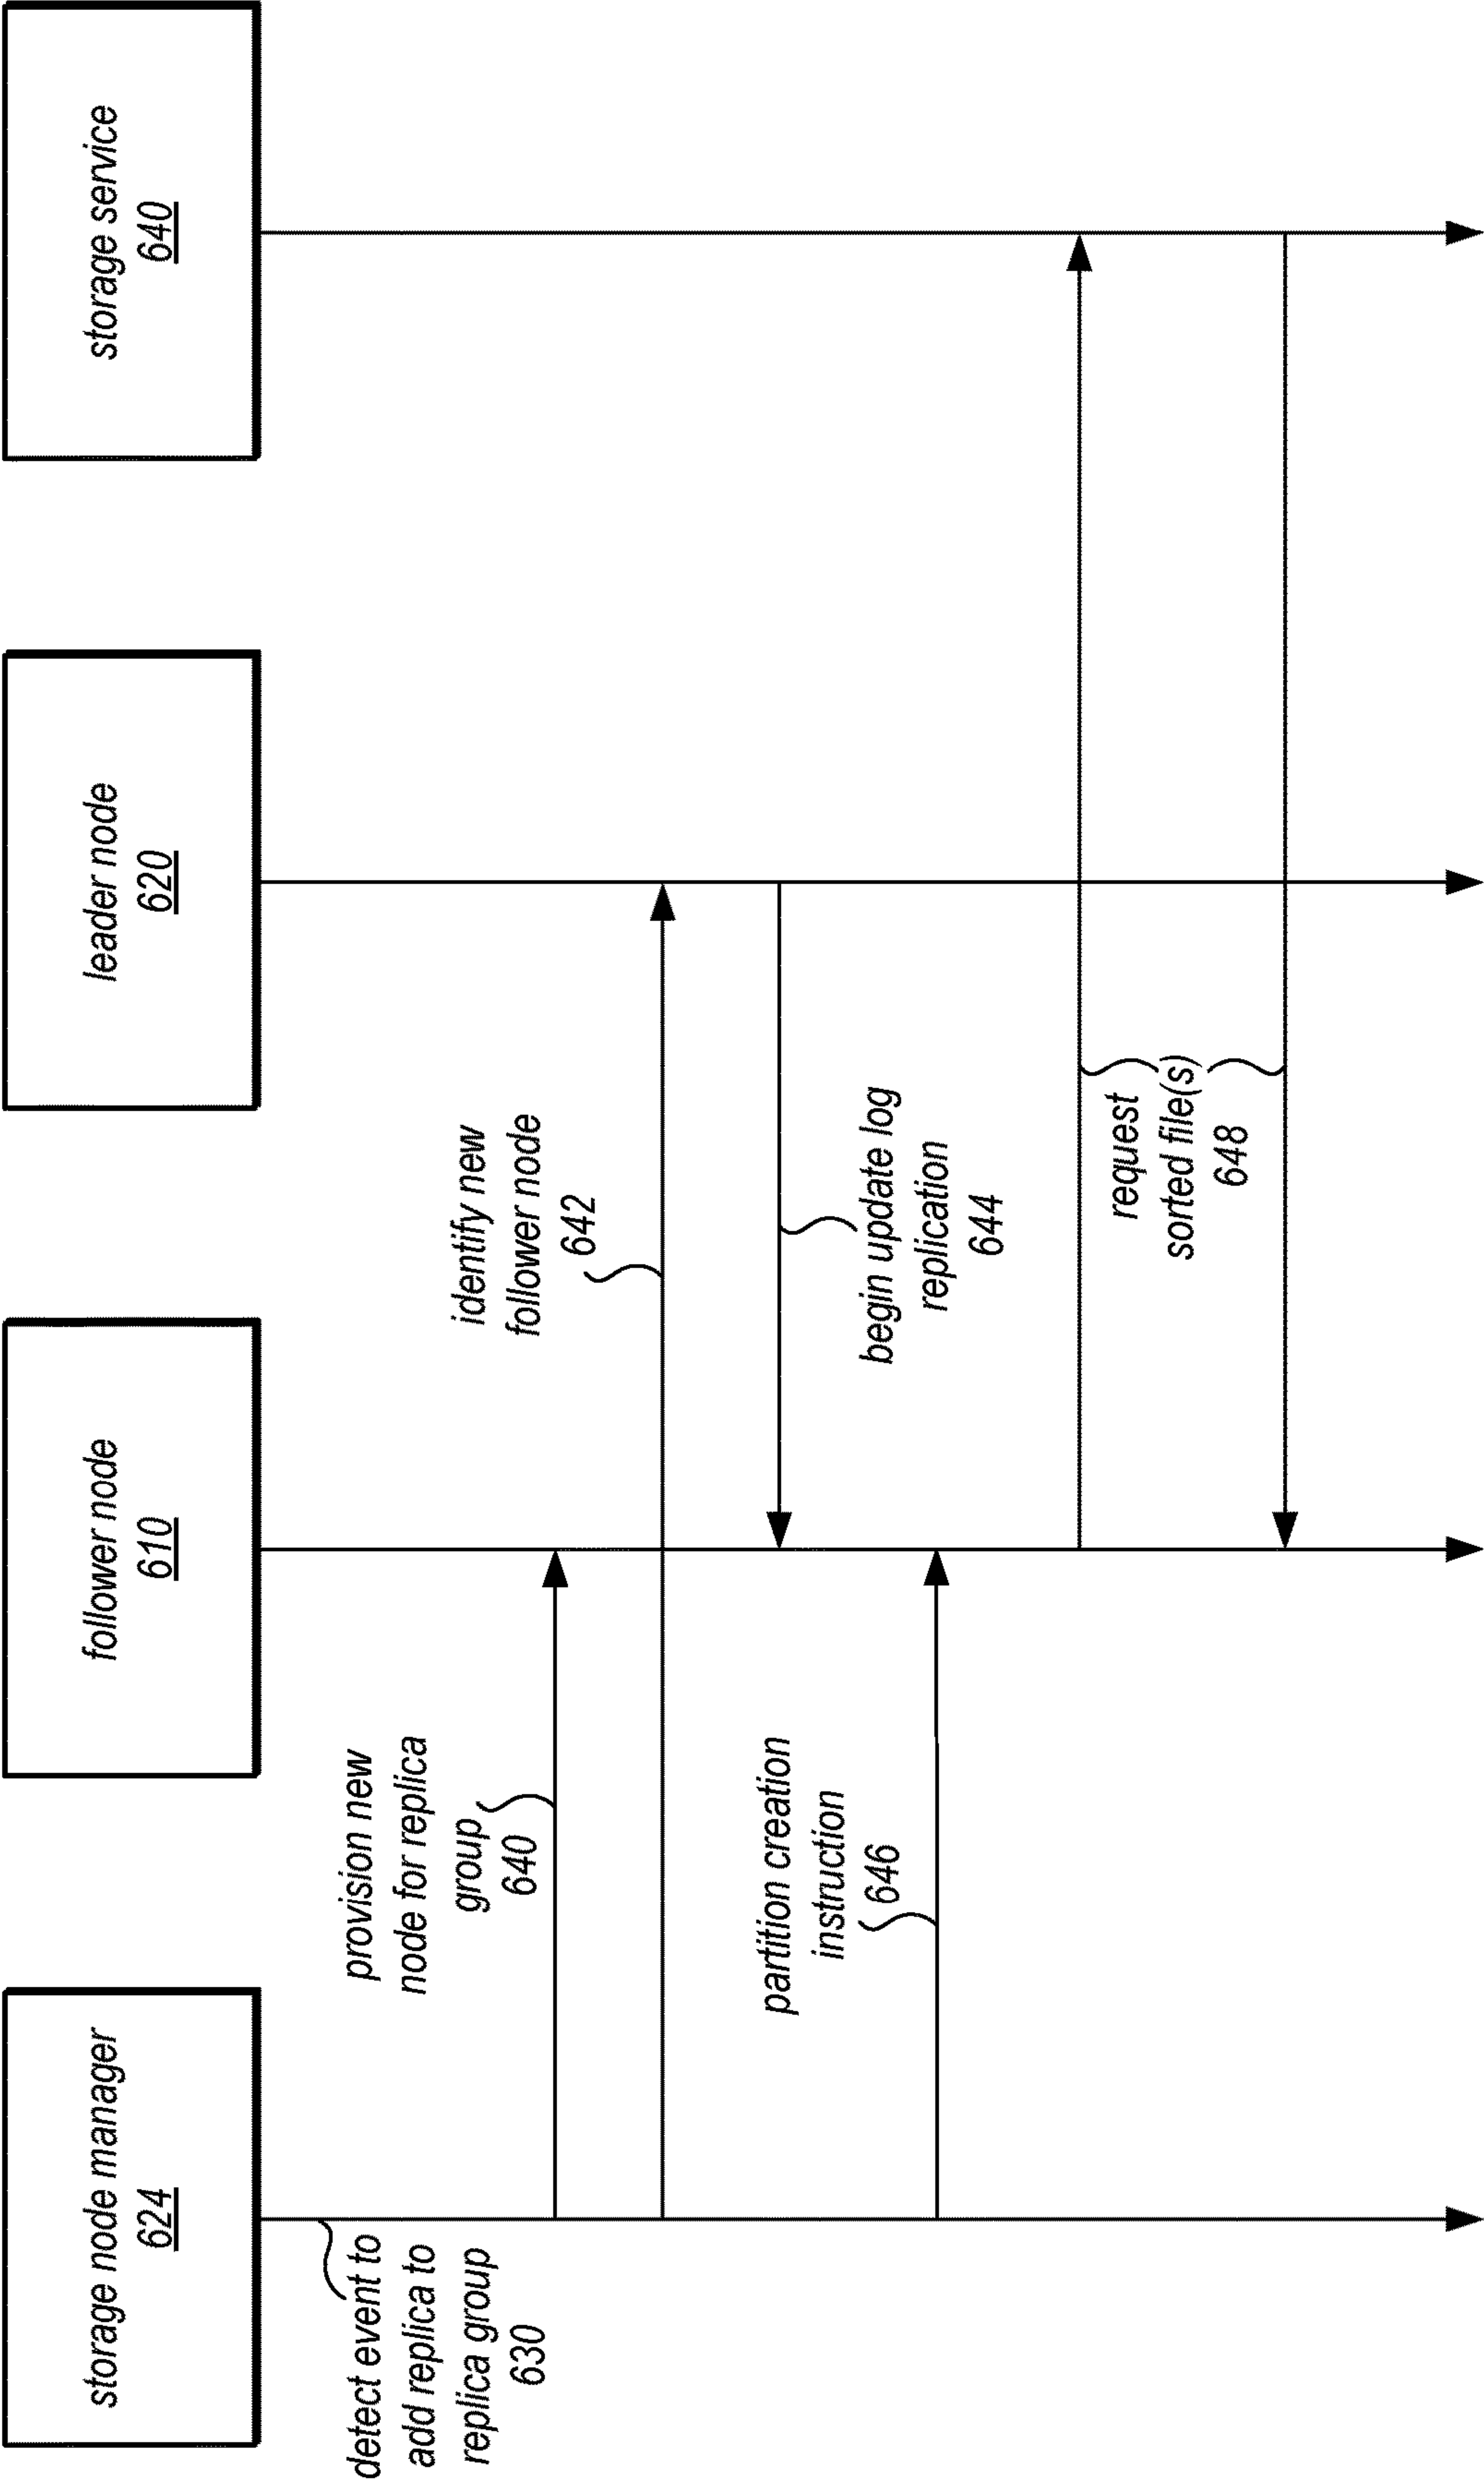 storage node manager
624
follower node
610
leader node
620
storage service
640
detect event to
add replica to
replica group
630
provision new
node for replica
group
640
identify new
follower node
642
begin update log
replication
644
partition creation
instruction
646
request
sorted file(s)
648